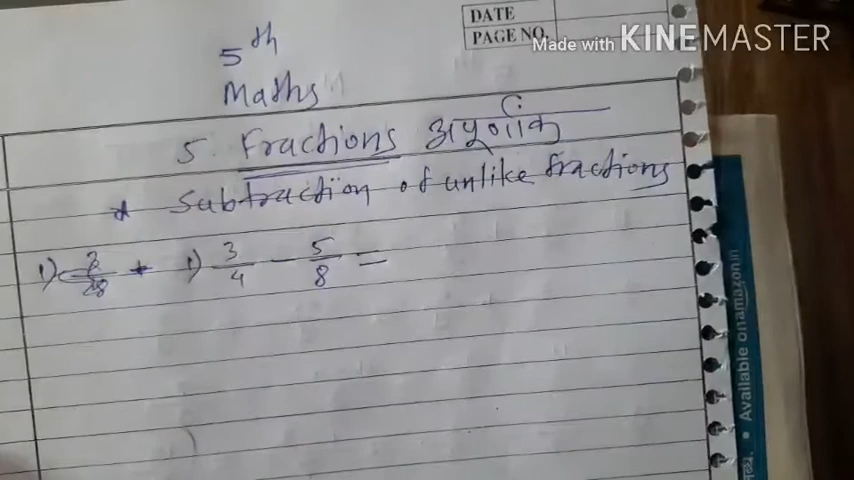 DATE
PAGE NO.
Made with KINEMASTER
5th
Maths
5. Fractions अपूर्णांक
* Subtraction of unlike fractions
1) 3/4 - 5/8 =
Available on amazon.in